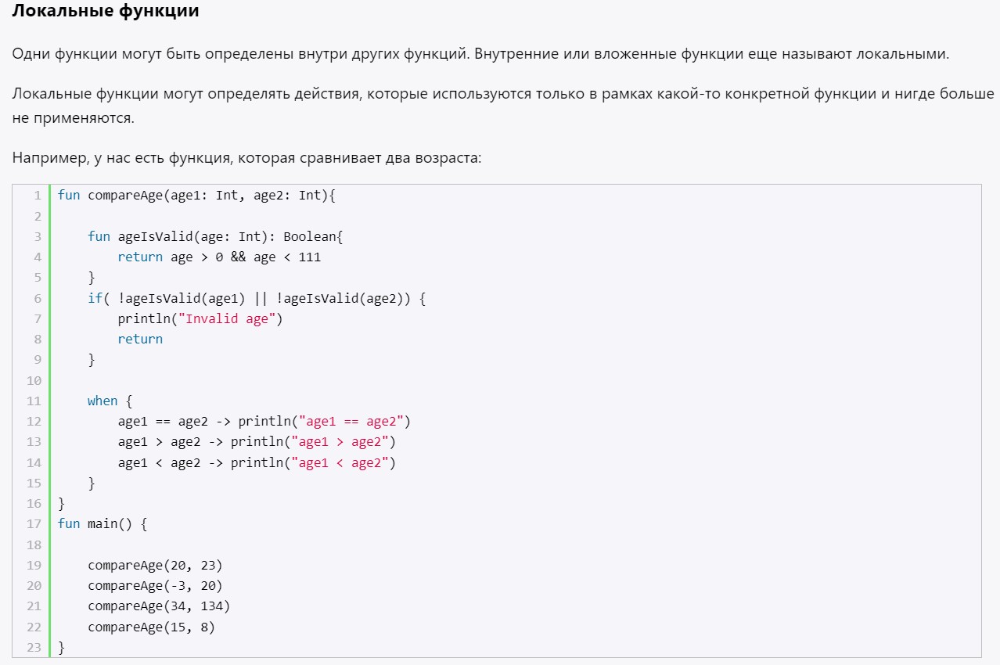 Локальные функции
Одни функции могут быть определены внутри других функций. Внутренние или вложенные функции еще называют локальными.
Локальные функции могут определять действия, которые используются только в рамках какой-то конкретной функции и нигде больше
не применяются.
Например, у нас есть функция, которая сравнивает два возраста:
1 fun compareAge(age1: Int, age2: Int){
2
3     fun ageIsValid(age: Int): Boolean{
4         return age > 0 && age < 111
5     }
6     if( !ageIsValid(age1) || !ageIsValid(age2)) {
7         println("Invalid age")
8         return
9     }
10
11     when {
12         age1 == age2 -> println("age1 == age2")
13         age1 > age2 -> println("age1 > age2")
14         age1 < age2 -> println("age1 < age2")
15     }
16 }
17 fun main() {
18
19     compareAge(20, 23)
20     compareAge(-3, 20)
21     compareAge(34, 134)
22     compareAge(15, 8)
23 }